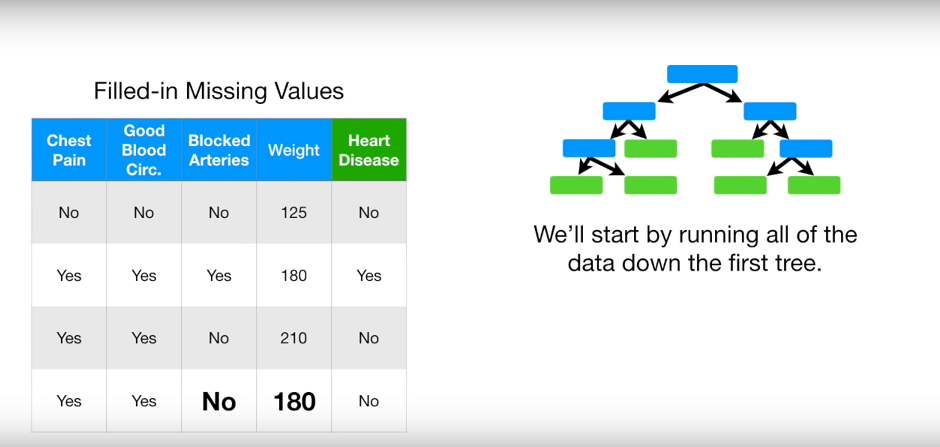 Filled-in Missing Values
Chest
Pain
Good
Blood
Circ.
Blocked
Arteries
Weight
Heart
Disease
No No No 125 No
Yes Yes Yes 180 Yes
Yes Yes No 210 No
Yes Yes No 180 No
We'll start by running all of the
data down the first tree.